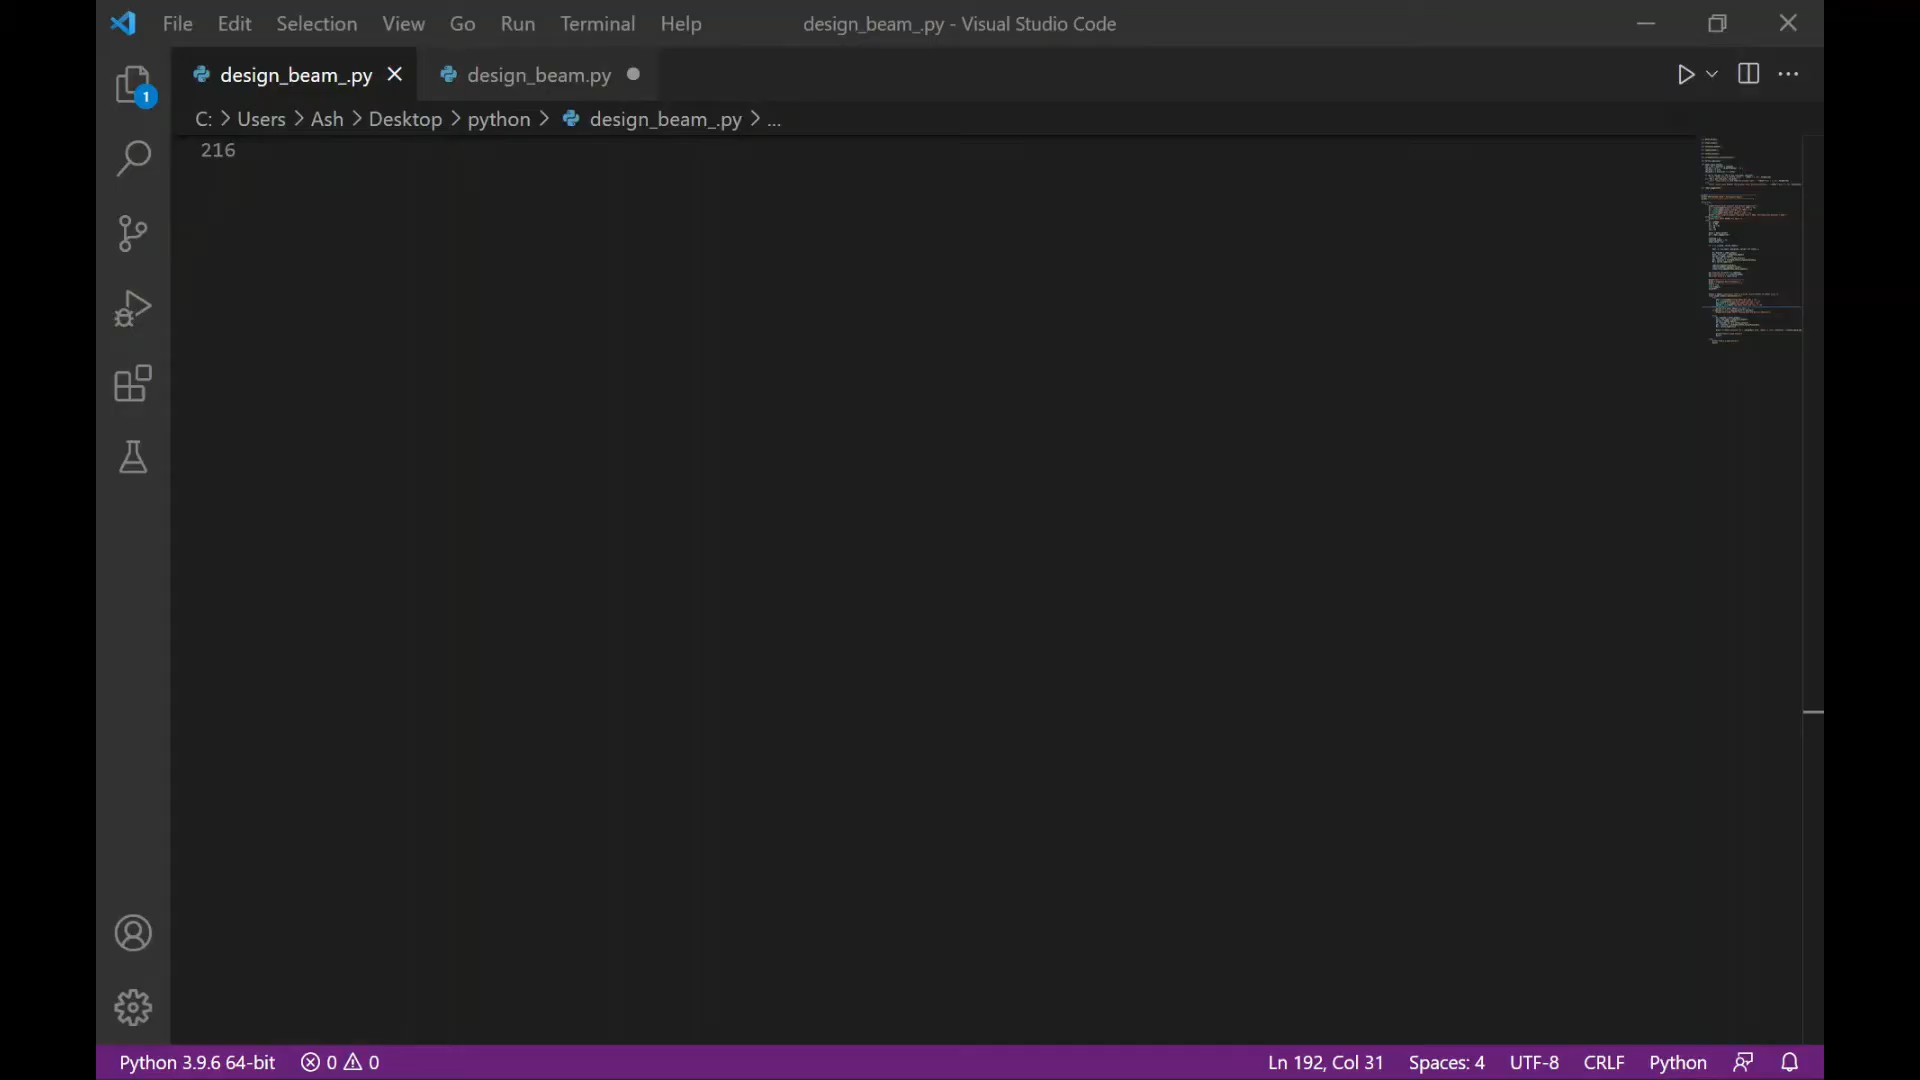 File Edit Selection View Go Run Terminal Help design_beam_.py - Visual Studio Code
design_beam_.py design_beam.py
C: > Users > Ash > Desktop > python > design_beam_.py > ...
1
216
Python 3.9.6 64-bit 0 0 Ln 192, Col 31 Spaces: 4 UTF-8 CRLF Python